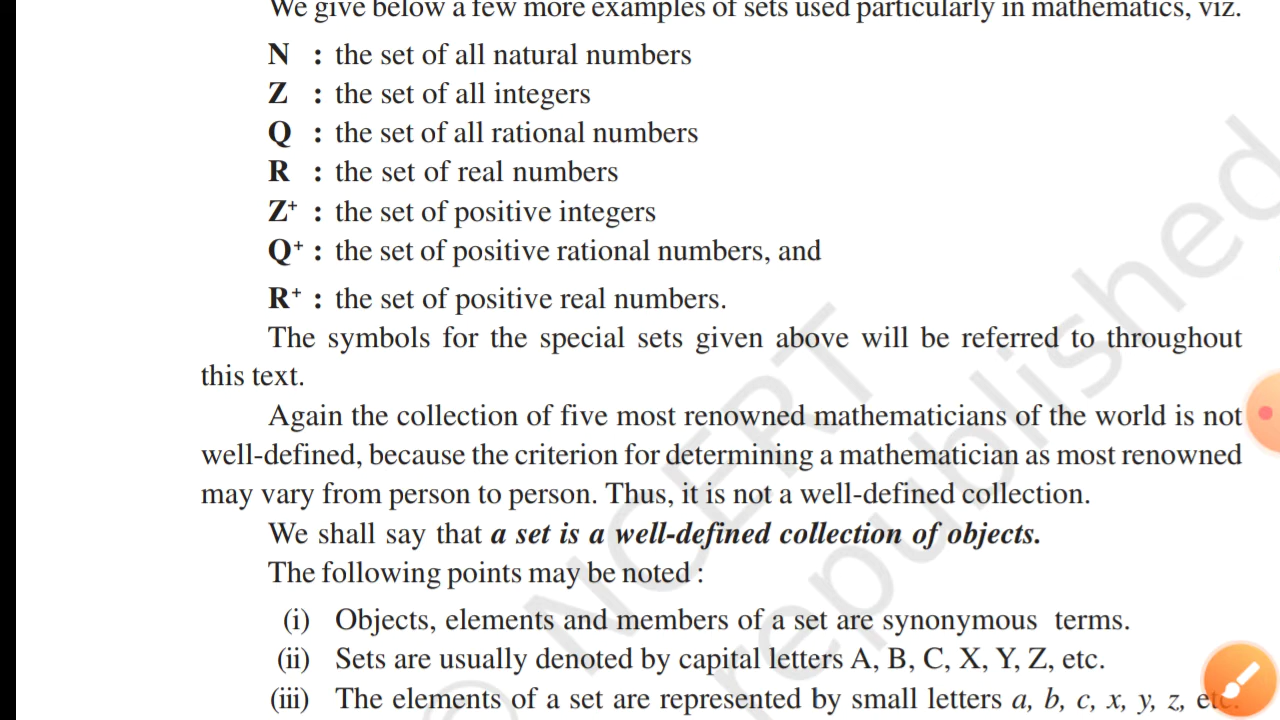 We give below a few more examples of sets used particularly in mathematics, viz.
N : the set of all natural numbers
Z : the set of all integers
Q : the set of all rational numbers
R : the set of real numbers
Z⁺ : the set of positive integers
Q⁺ : the set of positive rational numbers, and
R⁺ : the set of positive real numbers.
The symbols for the special sets given above will be referred to throughout
this text.
Again the collection of five most renowned mathematicians of the world is not
well-defined, because the criterion for determining a mathematician as most renowned
may vary from person to person. Thus, it is not a well-defined collection.
We shall say that a set is a well-defined collection of objects.
The following points may be noted :
(i) Objects, elements and members of a set are synonymous terms.
(ii) Sets are usually denoted by capital letters A, B, C, X, Y, Z, etc.
(iii) The elements of a set are represented by small letters a, b, c, x, y, z, etc.
© NCERT
republished